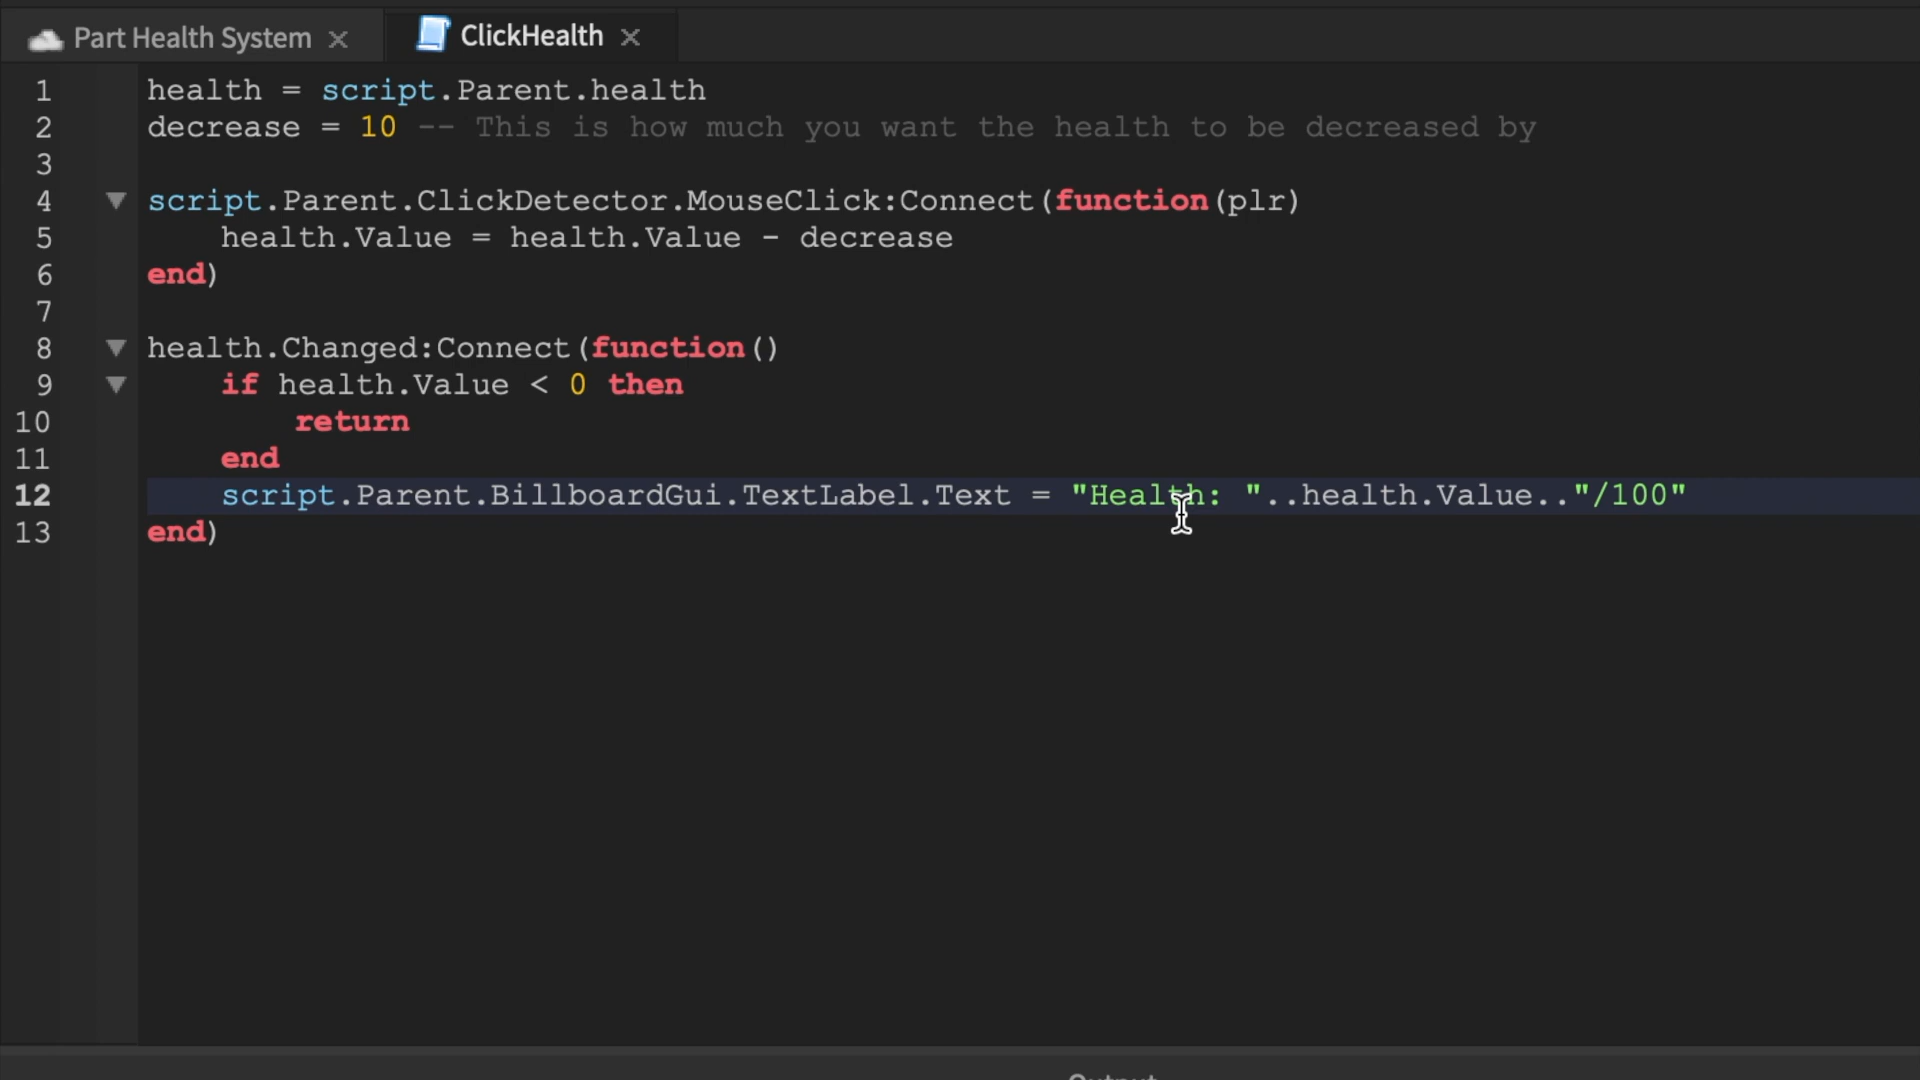 Part Health System
ClickHealth
1 health = script.Parent.health
2 decrease = 10 -- This is how much you want the health to be decreased by
3
4 script.Parent.ClickDetector.MouseClick:Connect(function(plr)
5     health.Value = health.Value - decrease
6 end)
7
8 health.Changed:Connect(function()
9     if health.Value < 0 then
10         return
11     end
12     script.Parent.BillboardGui.TextLabel.Text = "Health: "..health.Value.."/100"
13 end)